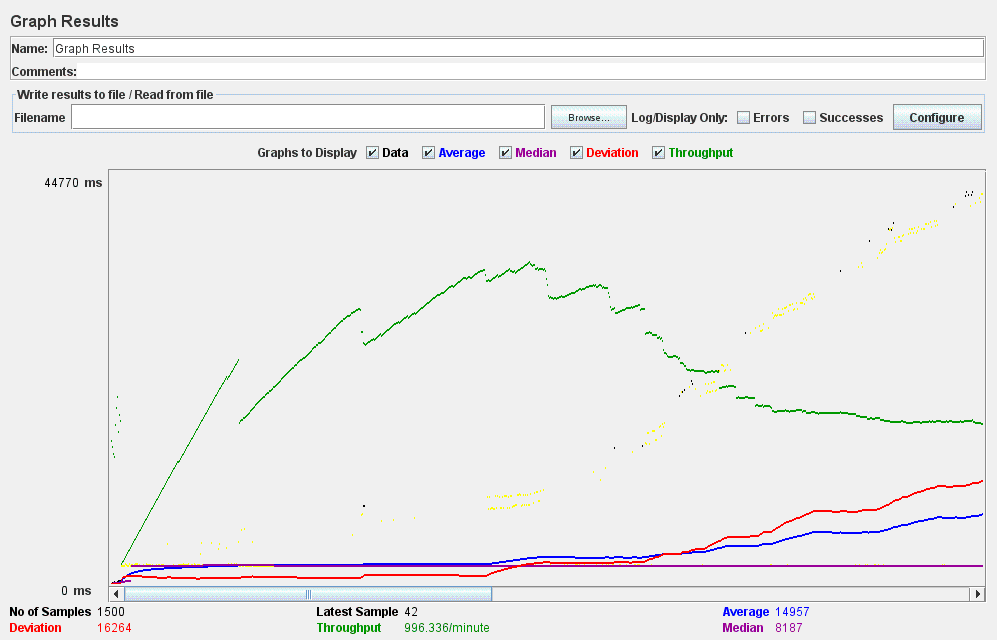 Graph Results
Name: Graph Results
Comments:
Write results to file / Read from file
Filename Browse... Log/Display Only: Errors Successes Configure
Graphs to Display Data Average Median Deviation Throughput
44770 ms
0 ms
No of Samples 1500 Latest Sample 42 Average 14957
Deviation 16264 Throughput 996.336/minute Median 8187